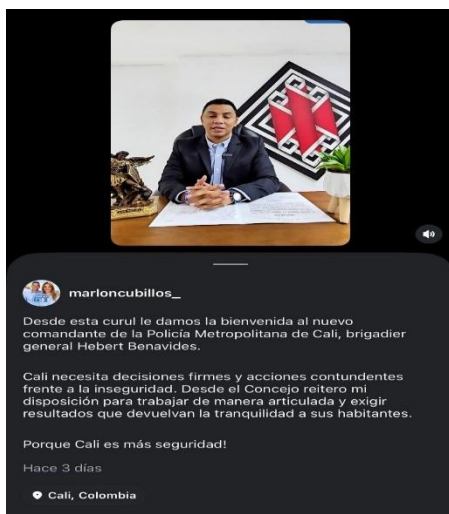 marloncubillos_
Desde esta curul le damos la bienvenida al nuevo
comandante de la Policía Metropolitana de Cali, brigadier
general Hebert Benavides.
Cali necesita decisiones firmes y acciones contundentes
frente a la inseguridad. Desde el Concejo reitero mi
disposición para trabajar de manera articulada y exigir
resultados que devuelvan la tranquilidad a sus habitantes.
Porque Cali es más seguridad!
Hace 3 días
Cali, Colombia